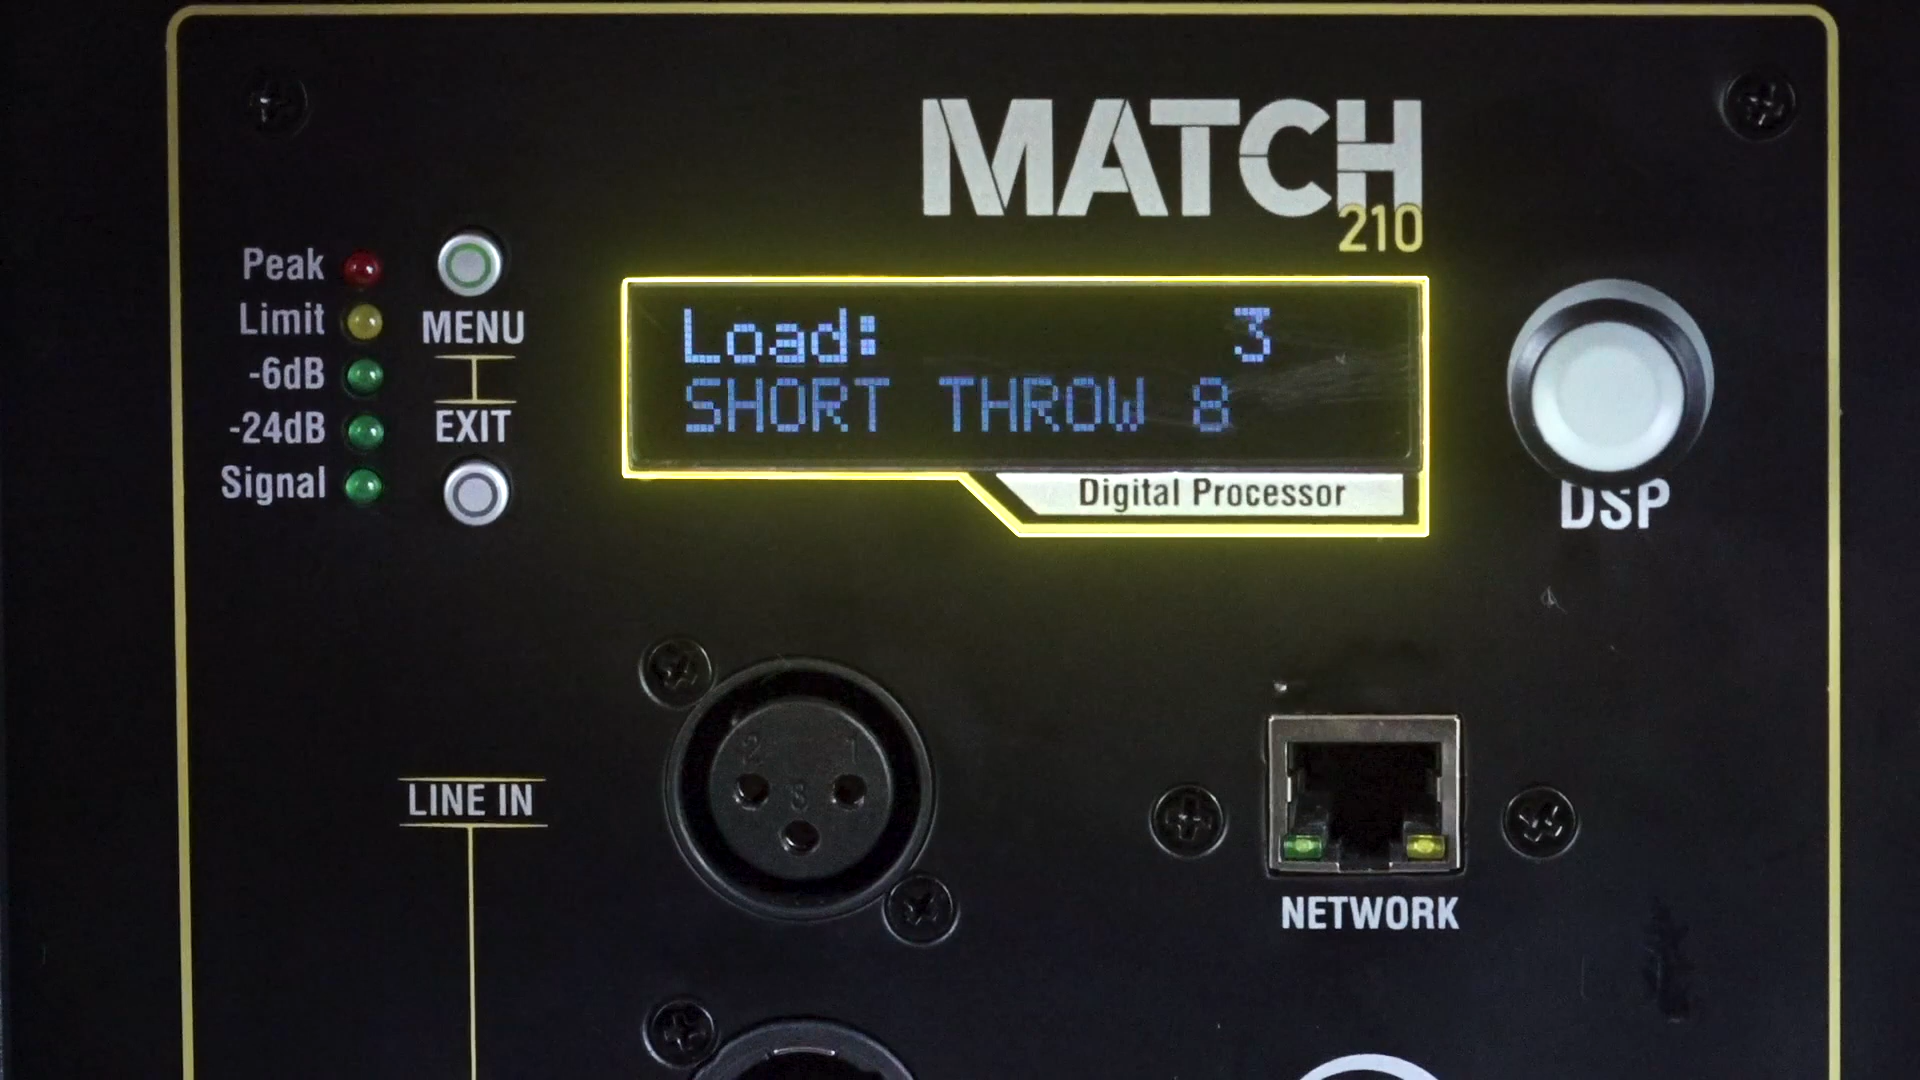 MATCH
210
Peak
Limit
-6dB
-24dB
Signal
MENU
EXIT
Load: 3
SHORT THROW 8
Digital Processor
DSP
LINE IN
2 1
3
NETWORK